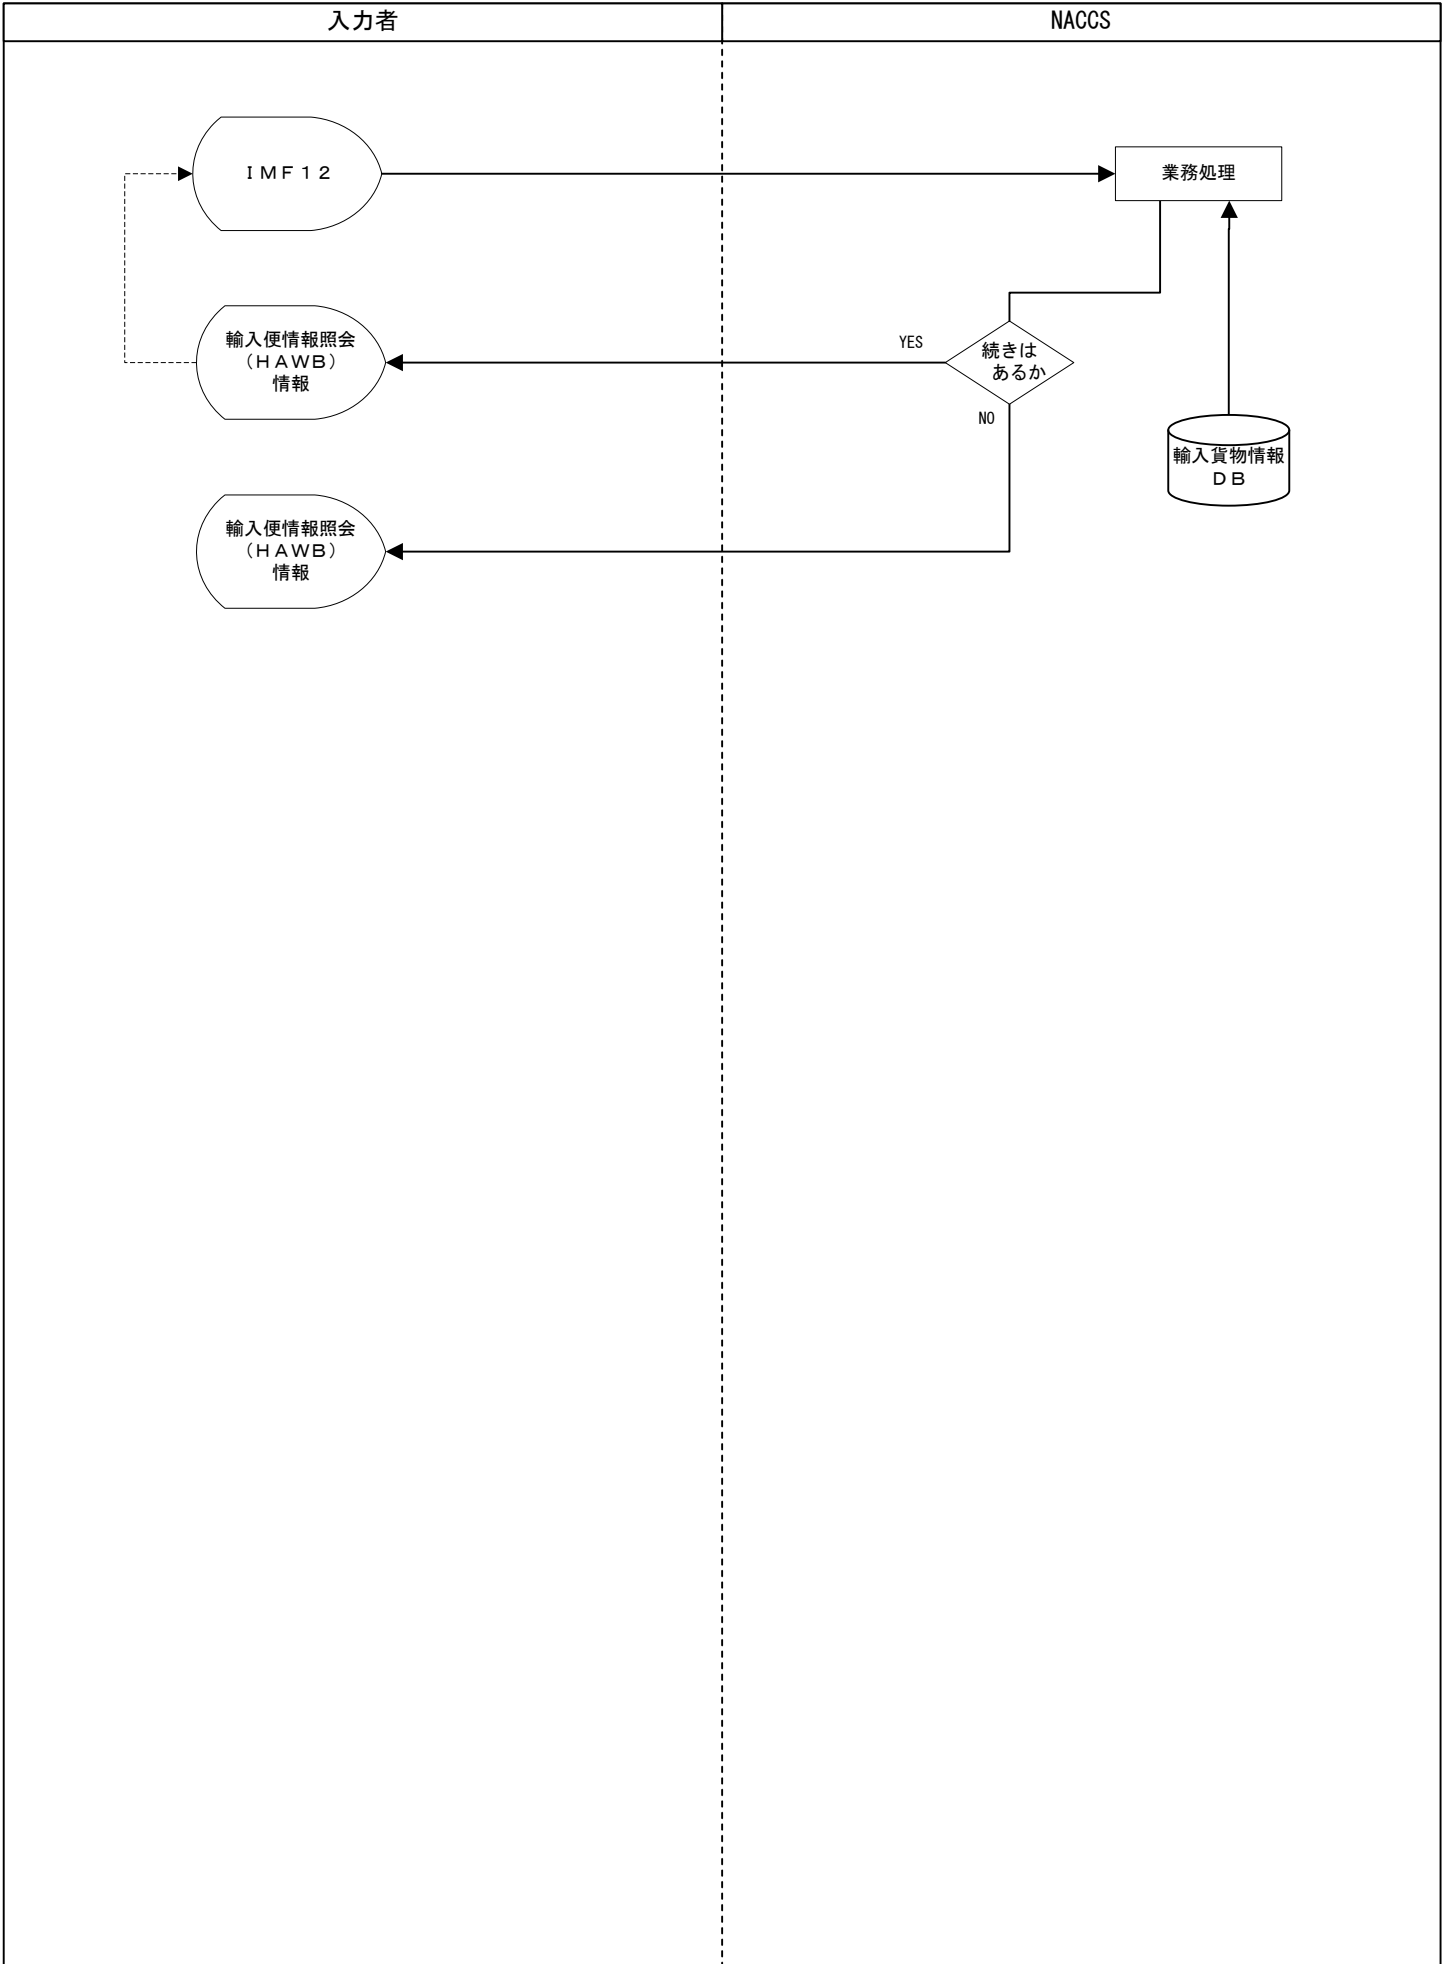 入力者
NACCS
ＩＭＦ１２
業務処理
輸入便情報照会
（ＨＡＷＢ）
情報
YES
続きは
あるか
NO
輸入貨物情報
ＤＢ
輸入便情報照会
（ＨＡＷＢ）
情報